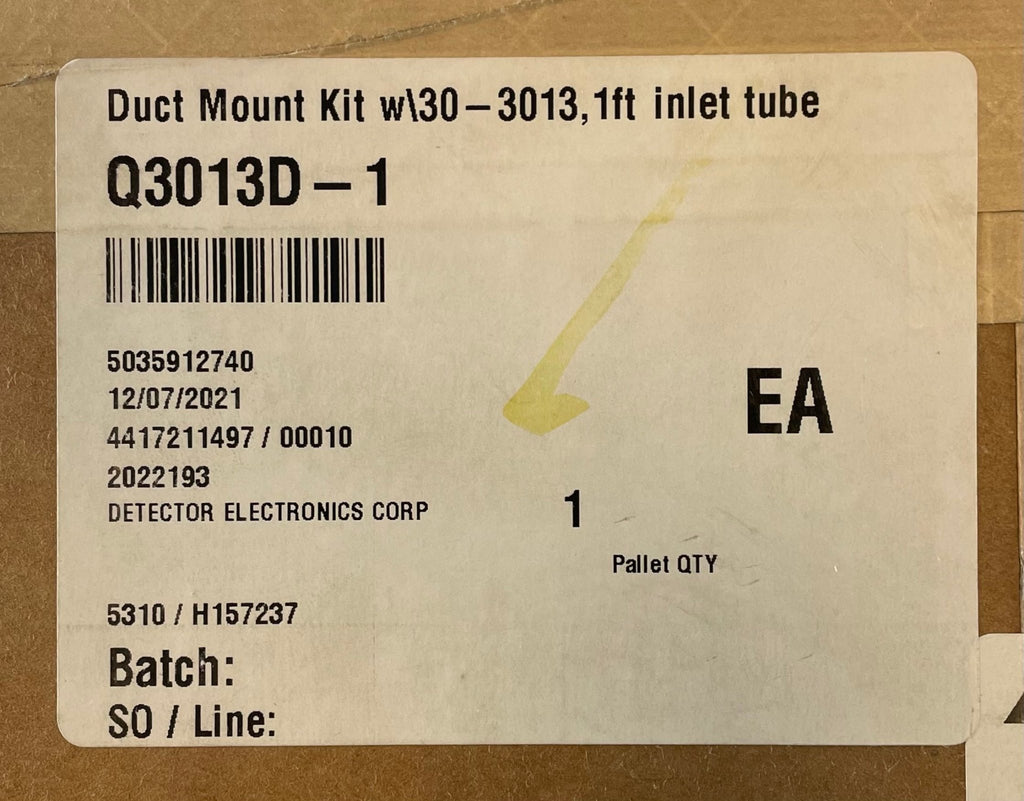 Duct Mount Kit w\30-3013,1ft inlet tube
Q3013D-1
5035912740
12/07/2021
4417211497 / 00010
2022193
DETECTOR ELECTRONICS CORP
EA
1
Pallet QTY
5310 / H157237
Batch:
SO / Line: